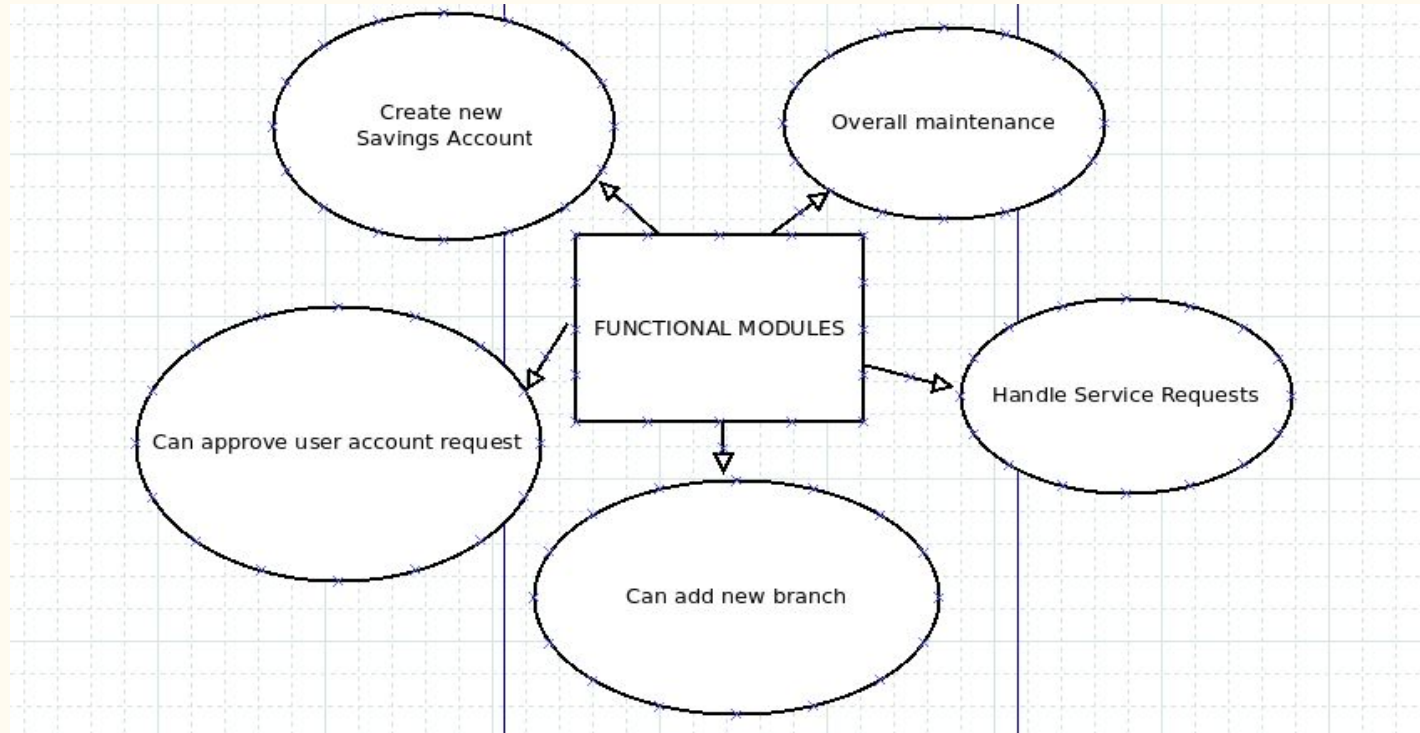 Create new
Savings Account
Overall maintenance
FUNCTIONAL MODULES
Handle Service Requests
Can approve user account request
Can add new branch